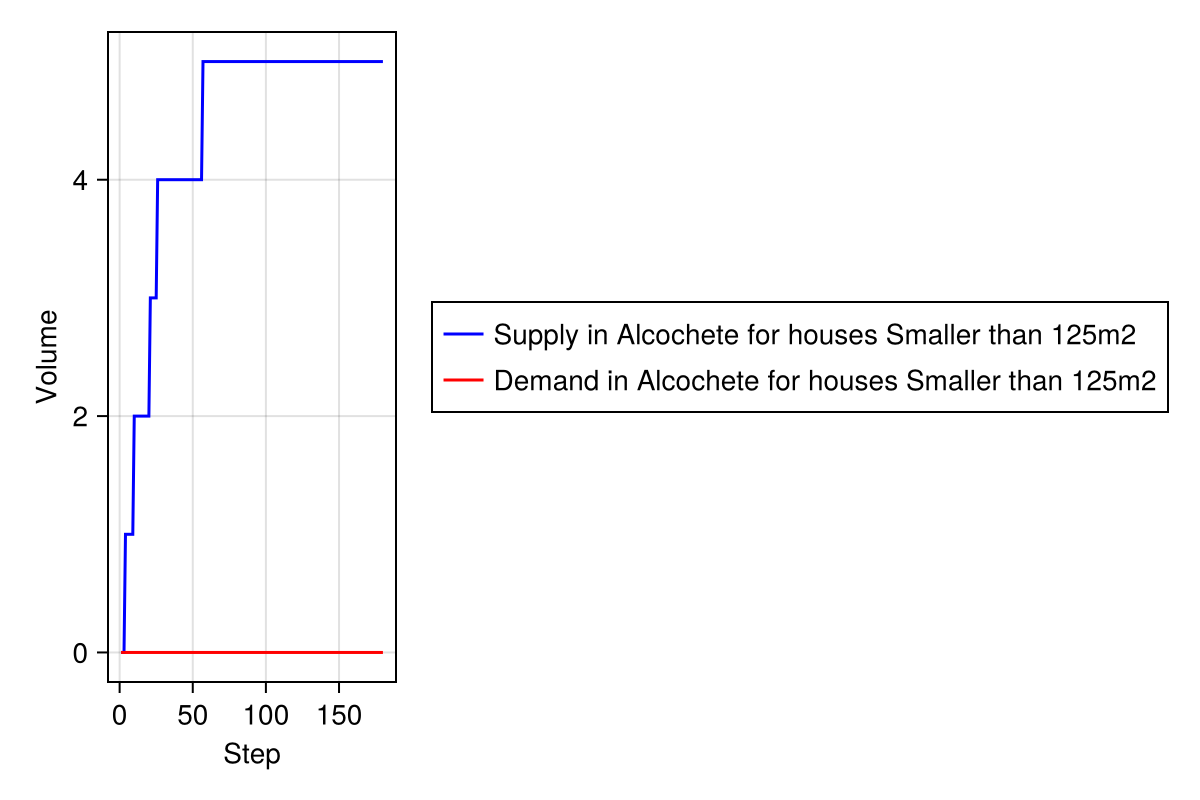 4
2
0
Volume
0 50 100 150
Step
Supply in Alcochete for houses Smaller than 125m2
Demand in Alcochete for houses Smaller than 125m2